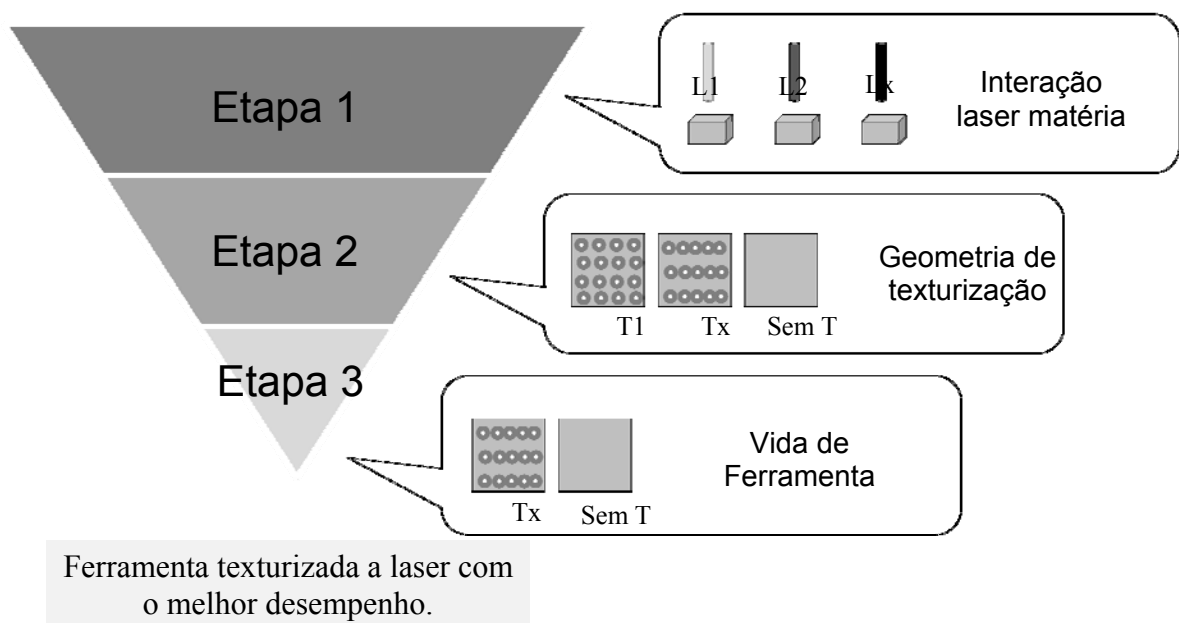 Etapa 1
L1 L2 Lx
Interação
laser matéria
Etapa 2
T1 Tx Sem T
Geometria de
texturização
Etapa 3
Tx Sem T
Vida de
Ferramenta
Ferramenta texturizada a laser com
o melhor desempenho.